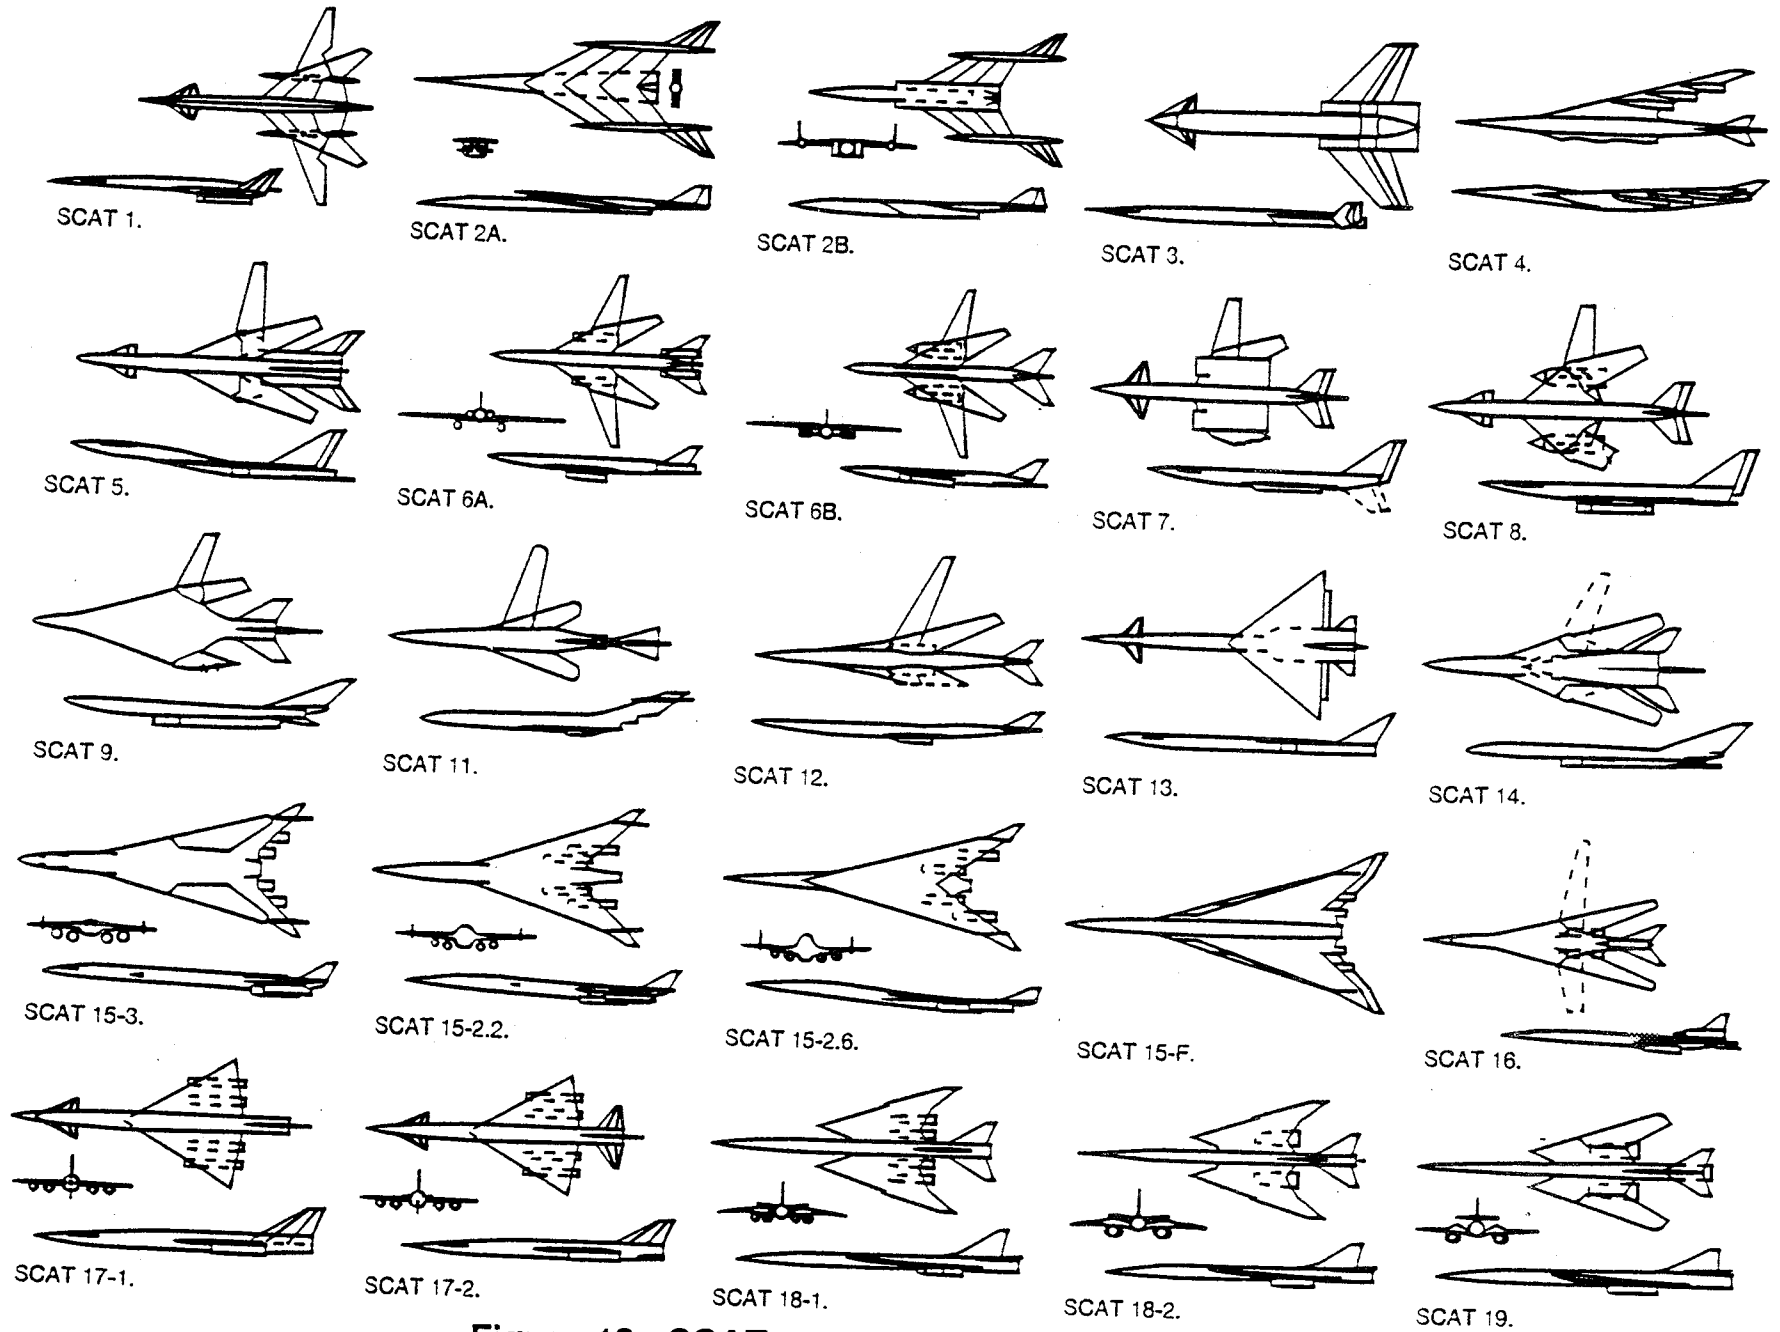 SCAT 1.
SCAT 2A.
SCAT 2B.
SCAT 3.
SCAT 4.
SCAT 5.
SCAT 6A.
SCAT 6B.
SCAT 7.
SCAT 8.
SCAT 9.
SCAT 11.
SCAT 12.
SCAT 13.
SCAT 14.
SCAT 15-3.
SCAT 15-2.2.
SCAT 15-2.6.
SCAT 15-F.
SCAT 16.
SCAT 17-1.
SCAT 17-2.
SCAT 18-1.
SCAT 18-2.
SCAT 19.